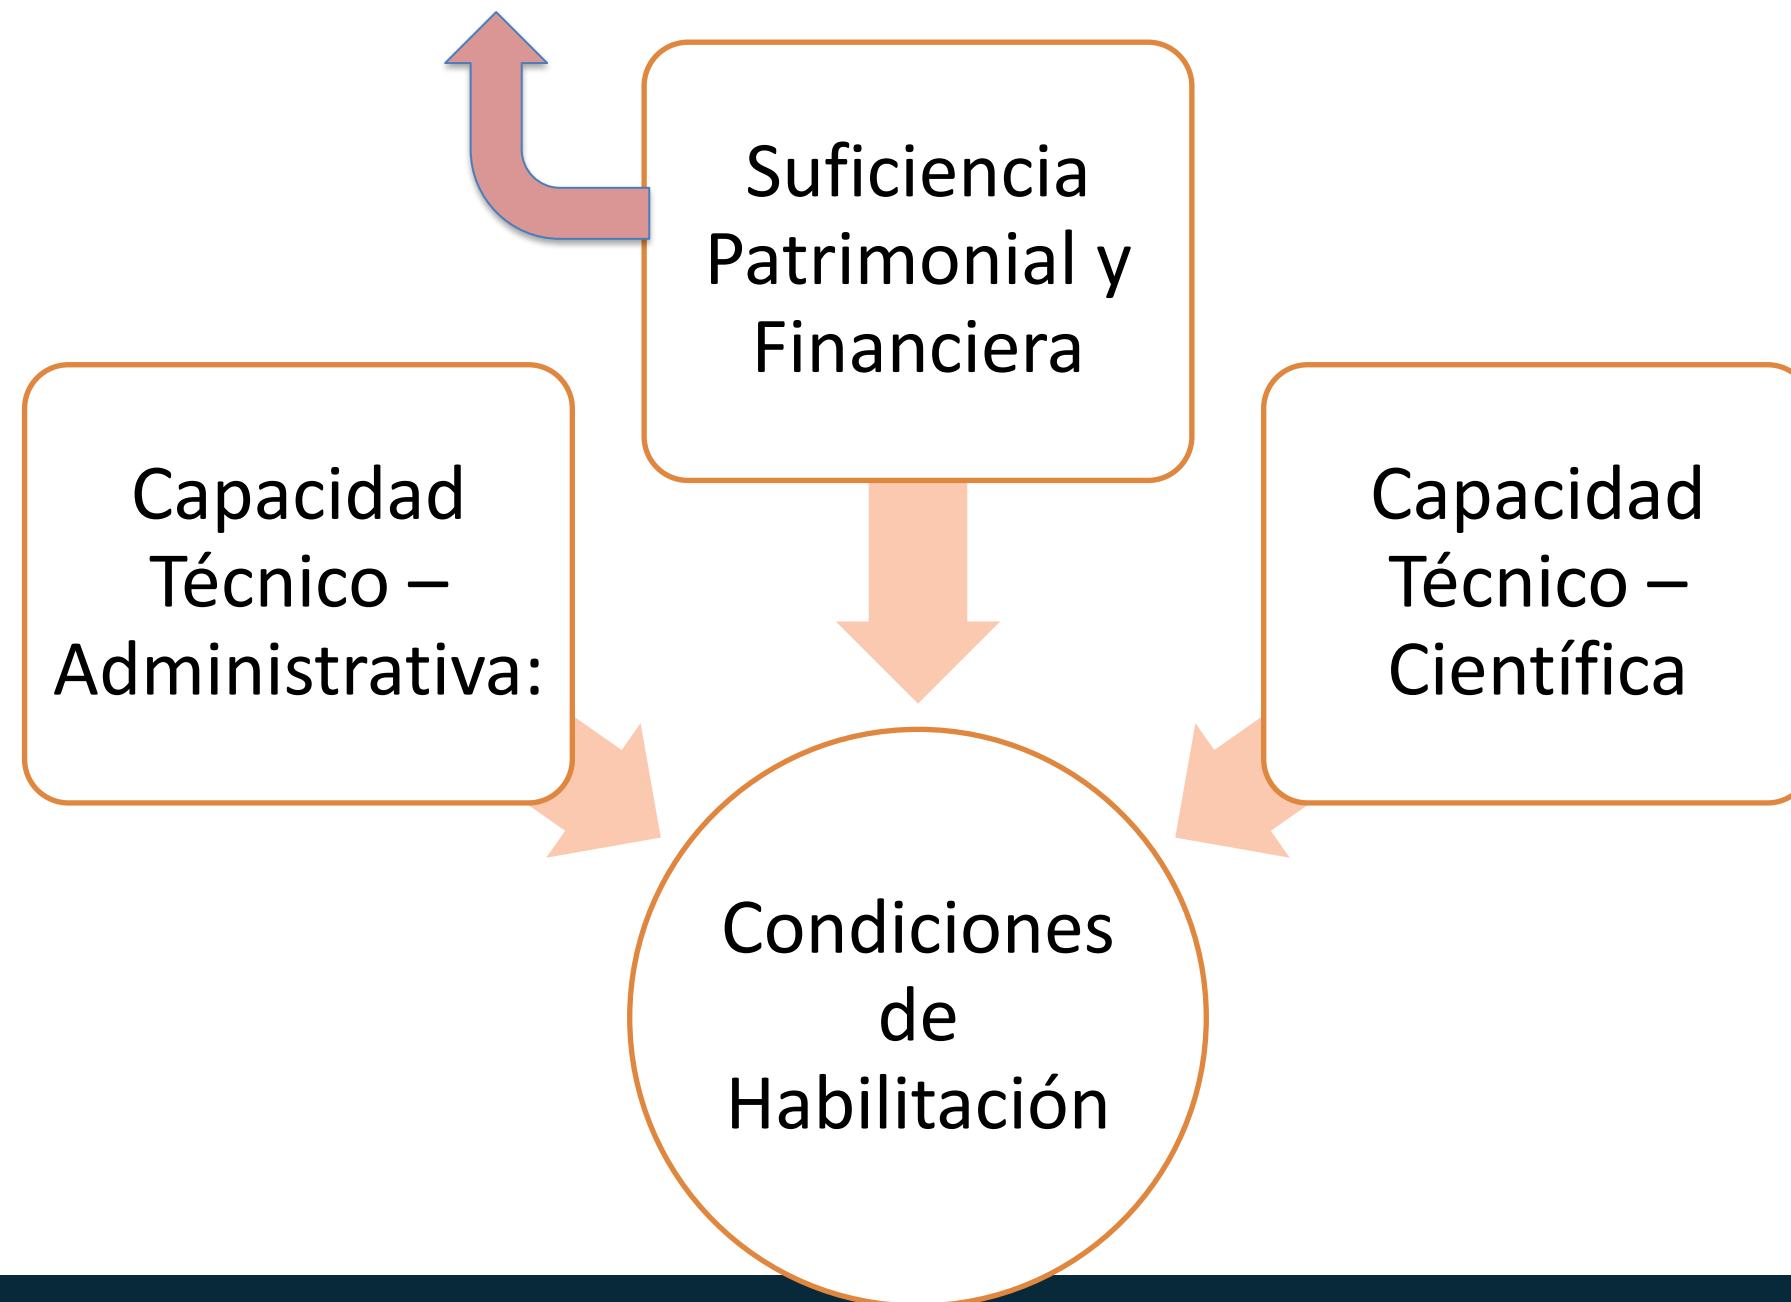 Suficiencia
Patrimonial y
Financiera
Capacidad
Técnico –
Administrativa:
Capacidad
Técnico –
Científica
Condiciones
de
Habilitación